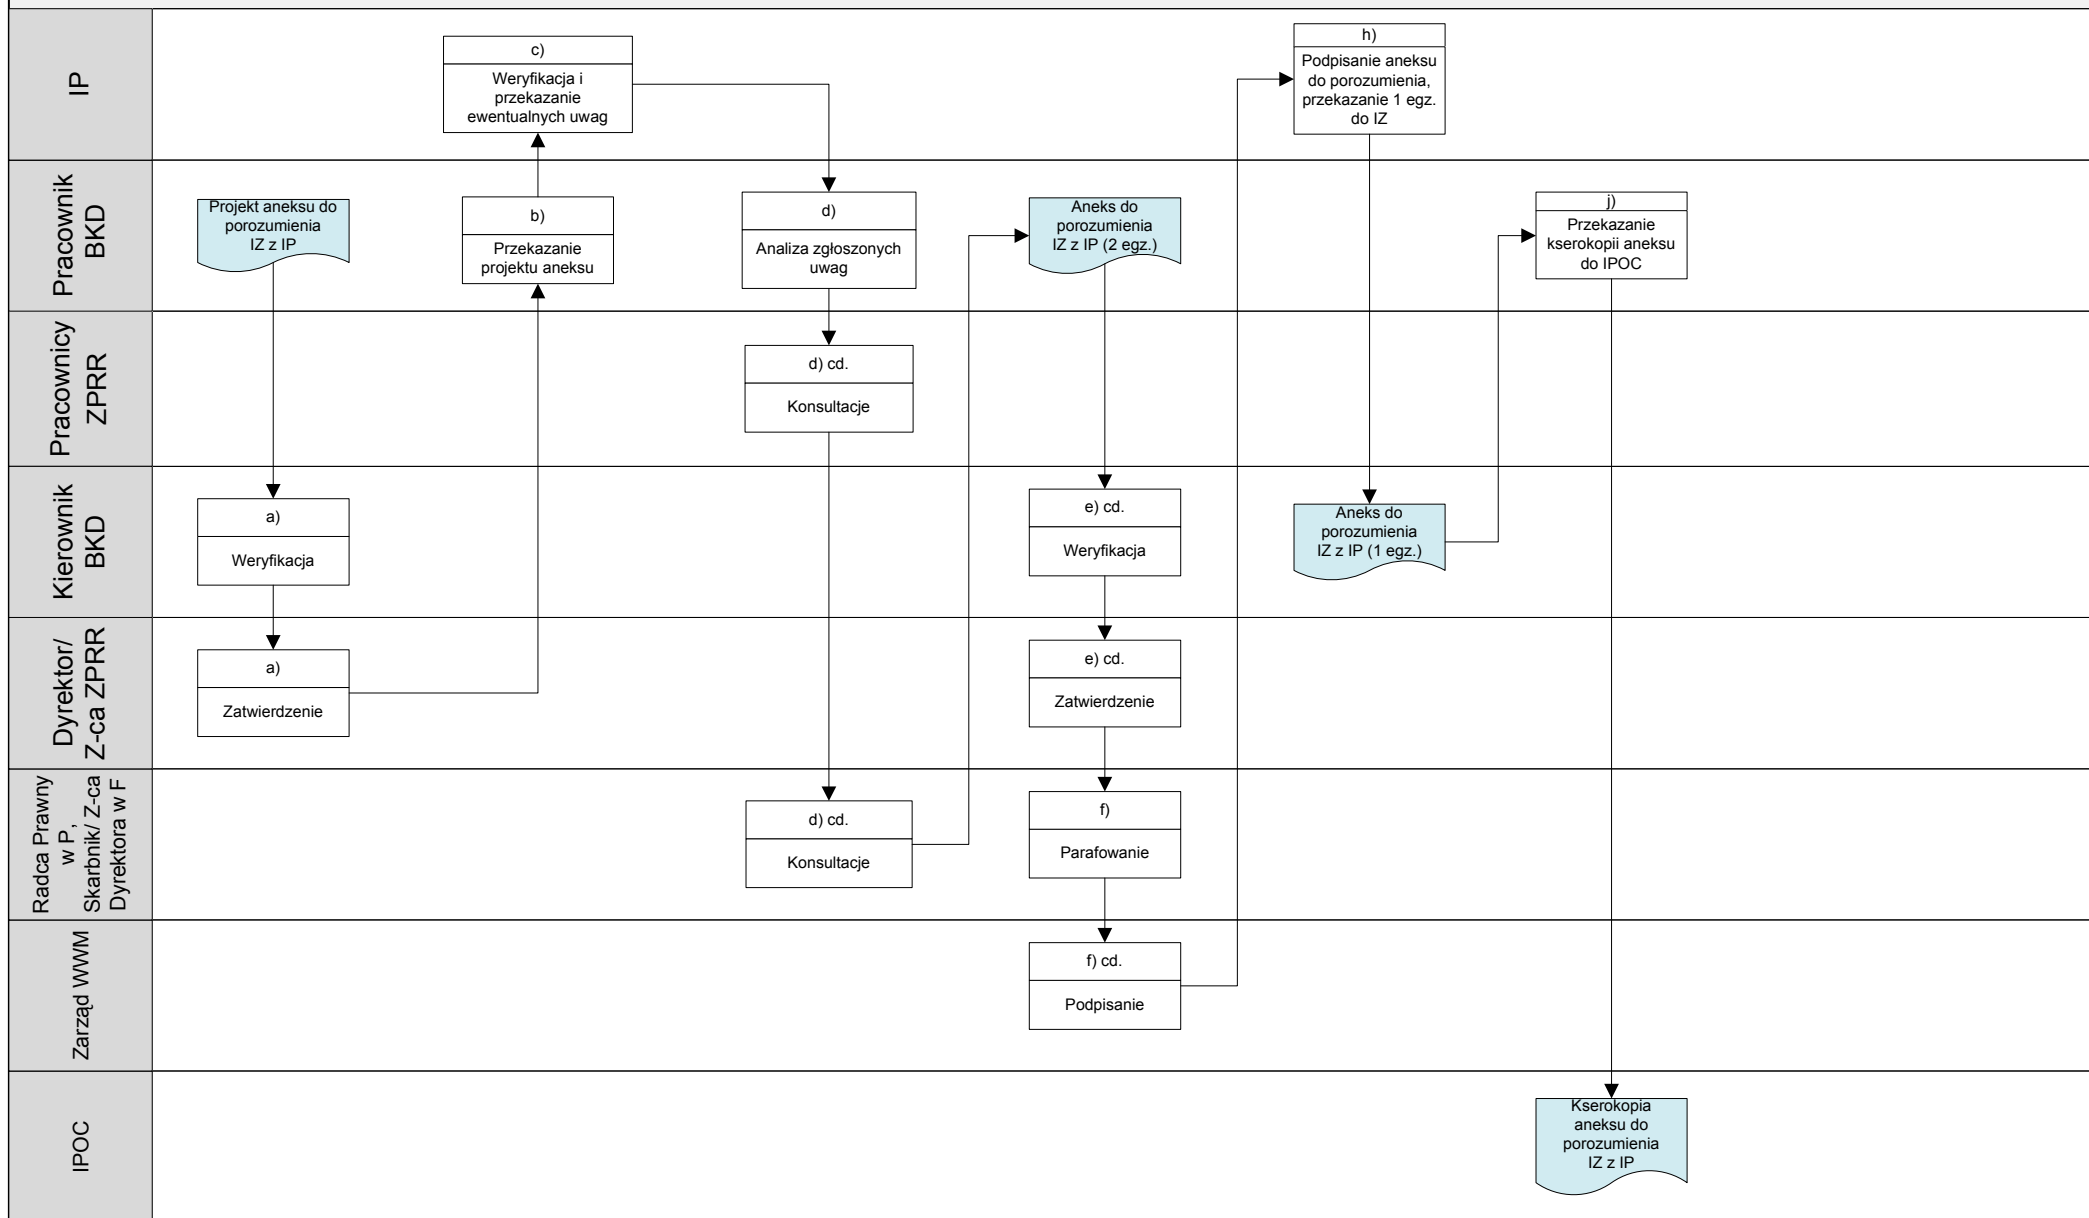 IP
c)
Weryfikacja i
przekazanie
ewentualnych uwag
h)
Podpisanie aneksu
do porozumienia,
przekazanie 1 egz.
do IZ
Pracownik
BKD
Projekt aneksu do
porozumienia
IZ z IP
b)
Przekazanie
projektu aneksu
d)
Analiza zgłoszonych
uwag
Aneks do
porozumienia
IZ z IP (2 egz.)
j)
Przekazanie
kserokopii aneksu
do IPOC
Pracownicy
ZPRR
d) cd.
Konsultacje
Kierownik
BKD
a)
Weryfikacja
e) cd.
Weryfikacja
Aneks do
porozumienia
IZ z IP (1 egz.)
Dyrektor/
Z-ca ZPRR
a)
Zatwierdzenie
e) cd.
Zatwierdzenie
Radca Prawny
w P,
Skarbnik/ Z-ca
Dyrektora w F
d) cd.
Konsultacje
f)
Parafowanie
Zarząd WWM
f) cd.
Podpisanie
IPOC
Kserokopia
aneksu do
porozumienia
IZ z IP